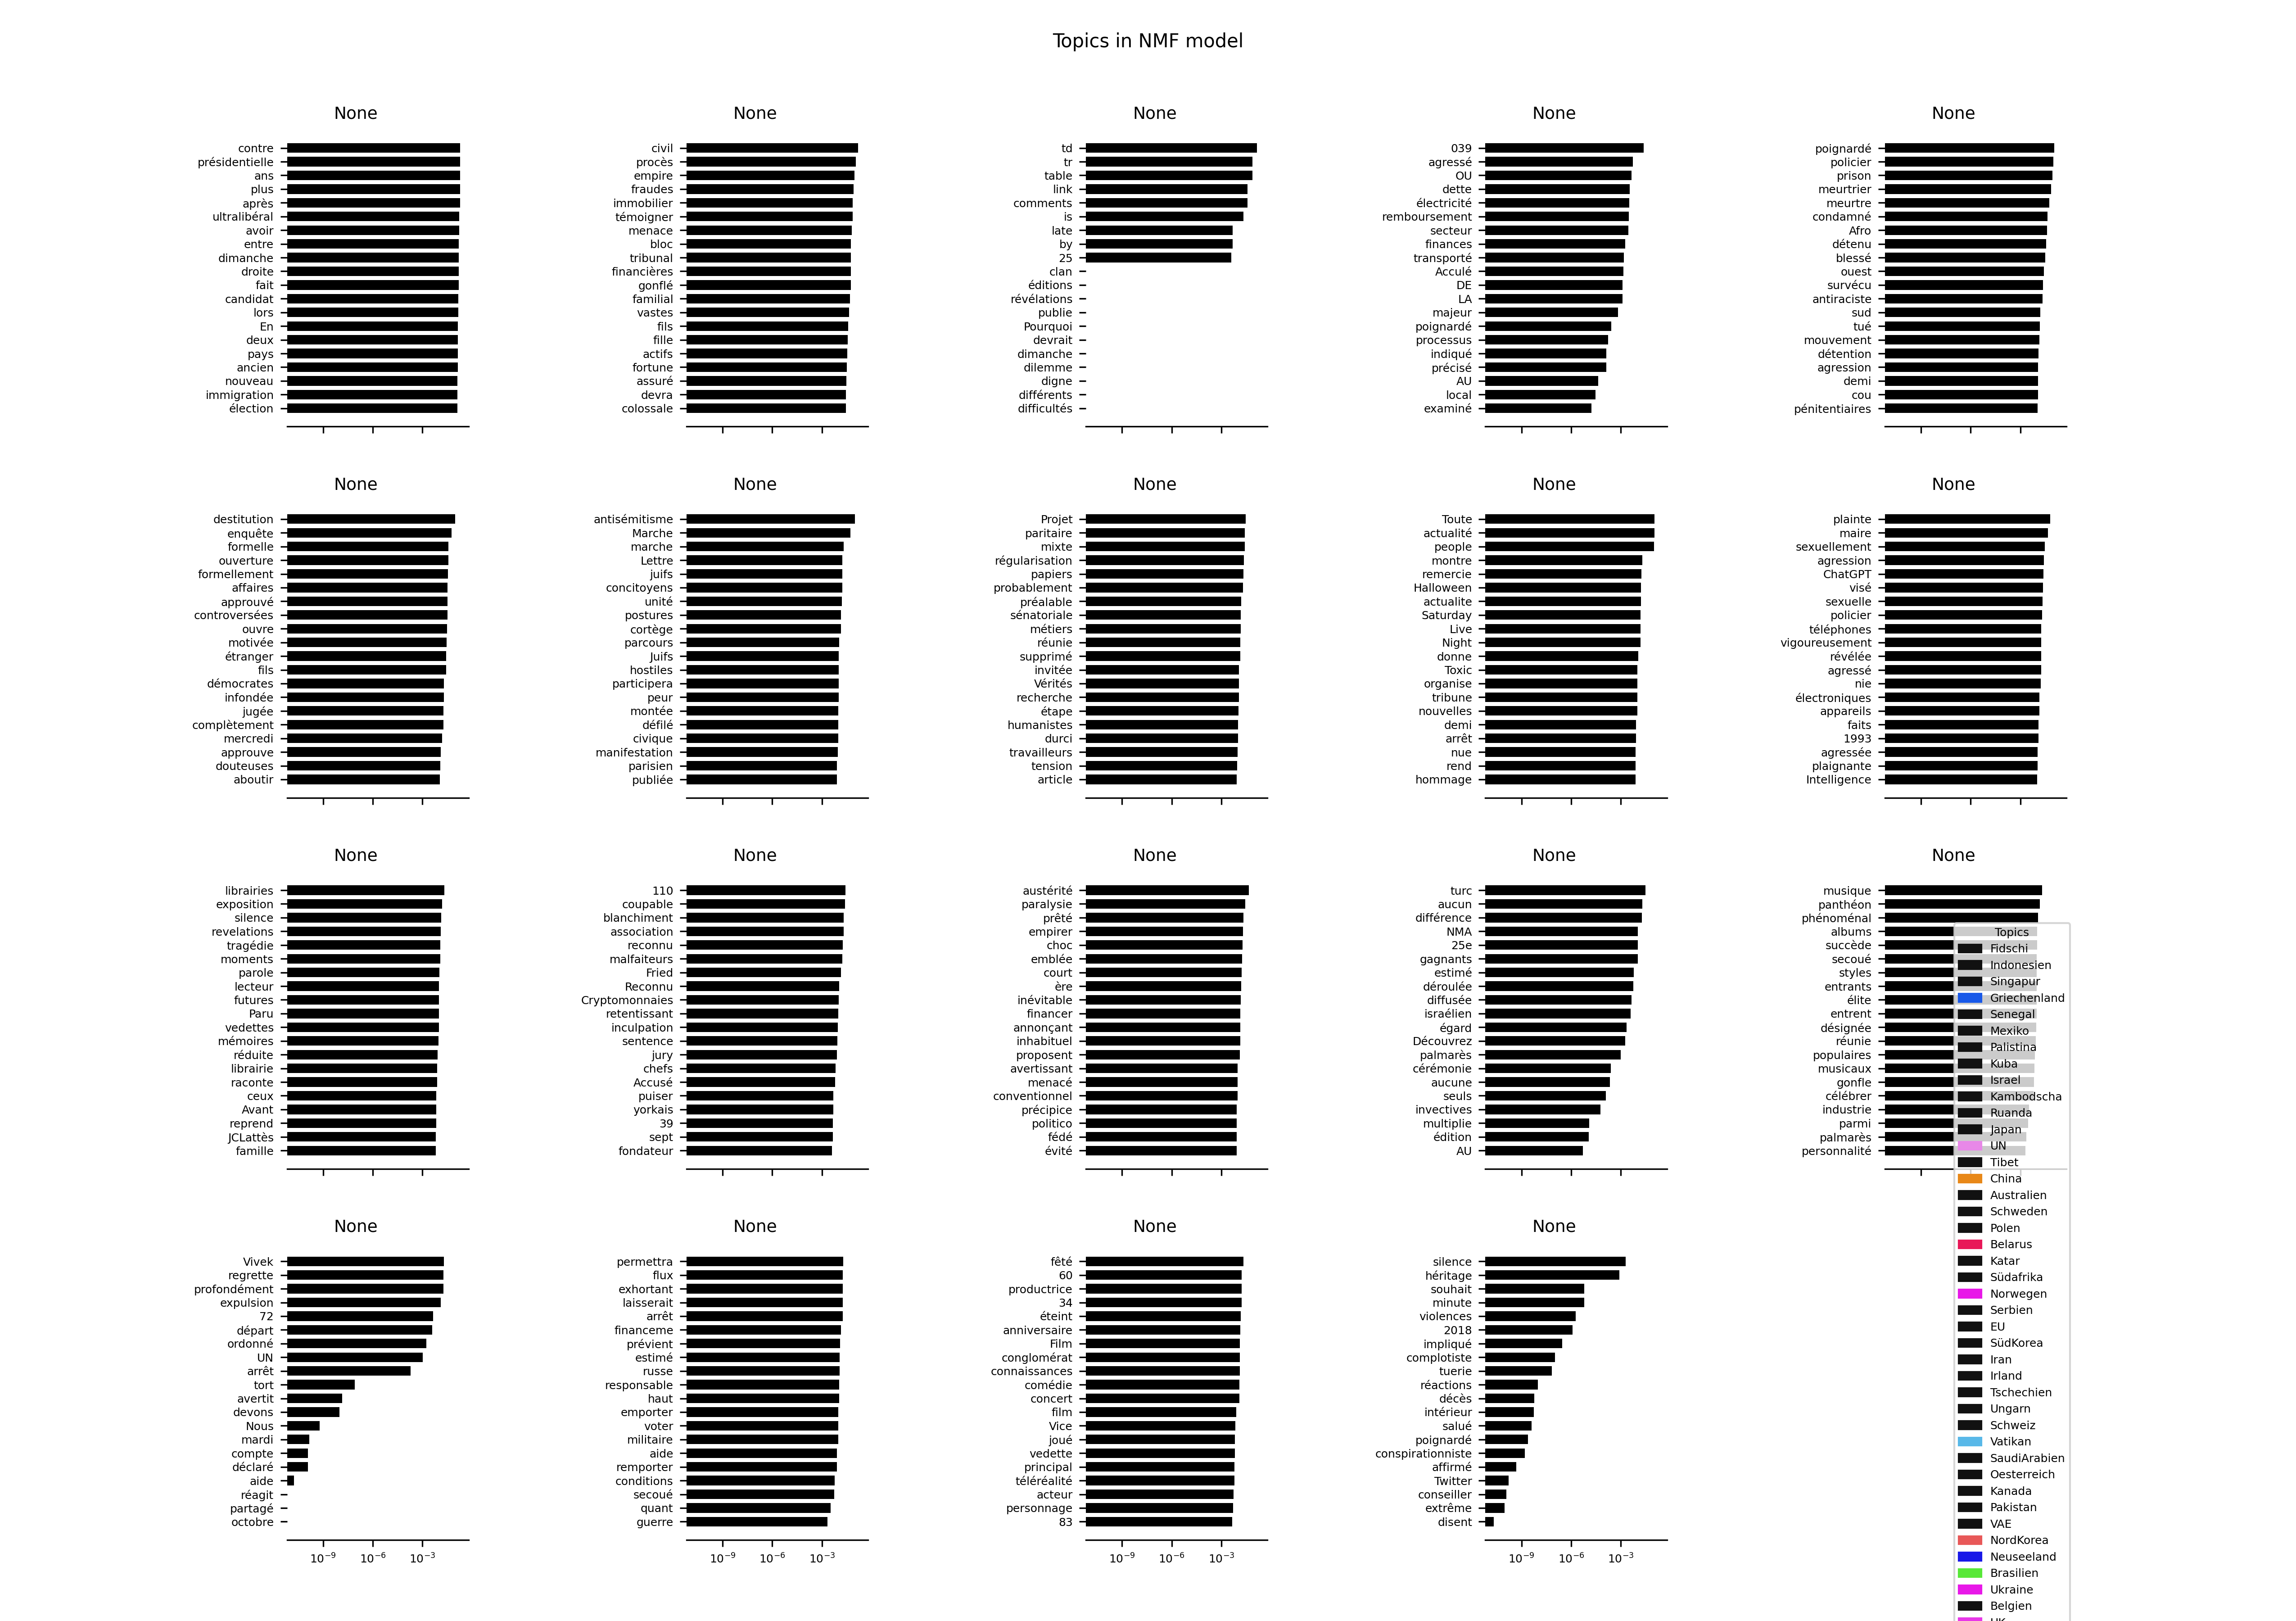 Topics in NMF model
None
contre
présidentielle
ans
plus
après
ultralibéral
avoir
entre
dimanche
droite
fait
candidat
lors
En
deux
pays
ancien
nouveau
immigration
élection
None
civil
procès
empire
fraudes
immobilier
témoigner
menace
bloc
tribunal
financières
gonflé
familial
vastes
fils
fille
actifs
fortune
assuré
devra
colossale
None
td
tr
table
link
comments
is
late
by
25
clan
éditions
révélations
publie
Pourquoi
devrait
dimanche
dilemme
digne
différents
difficultés
None
039
agressé
OU
dette
électricité
remboursement
secteur
finances
transporté
Acculé
DE
LA
majeur
poignardé
processus
indiqué
précisé
AU
local
examiné
None
poignardé
policier
prison
meurtrier
meurtre
condamné
Afro
détenu
blessé
ouest
survécu
antiraciste
sud
tué
mouvement
détention
agression
demi
cou
pénitentiaires
None
destitution
enquête
formelle
ouverture
formellement
affaires
approuvé
controversées
ouvre
motivée
étranger
fils
démocrates
infondée
jugée
complètement
mercredi
approuve
douteuses
aboutir
None
antisémitisme
Marche
marche
Lettre
juifs
concitoyens
unité
postures
cortège
parcours
Juifs
hostiles
participera
peur
montée
défilé
civique
manifestation
parisien
publiée
None
Projet
paritaire
mixte
régularisation
papiers
probablement
préalable
sénatoriale
métiers
réunie
supprimé
invitée
Vérités
recherche
étape
humanistes
durci
travailleurs
tension
article
None
Toute
actualité
people
montre
remercie
Halloween
actualite
Saturday
Live
Night
donne
Toxic
organise
tribune
nouvelles
demi
arrêt
nue
rend
hommage
None
plainte
maire
sexuellement
agression
ChatGPT
visé
sexuelle
policier
téléphones
vigoureusement
révélée
agressé
nie
électroniques
appareils
faits
1993
agressée
plaignante
Intelligence
None
librairies
exposition
silence
revelations
tragédie
moments
parole
lecteur
futures
Paru
vedettes
mémoires
réduite
librairie
raconte
ceux
Avant
reprend
JCLattès
famille
None
110
coupable
blanchiment
association
reconnu
malfaiteurs
Fried
Reconnu
Cryptomonnaies
retentissant
inculpation
sentence
jury
chefs
Accusé
puiser
yorkais
39
sept
fondateur
None
austérité
paralysie
prêté
empirer
choc
emblée
court
ère
inévitable
financer
annonçant
inhabituel
proposent
avertissant
menacé
conventionnel
précipice
politico
fédé
évité
None
turc
aucun
différence
NMA
25e
gagnants
estimé
déroulée
diffusée
israélien
égard
Découvrez
palmarès
cérémonie
aucune
seuls
invectives
multiplie
édition
AU
None
musique
panthéon
phénoménal
albums
succède
secoué
styles
entrants
élite
entrent
désignée
réunie
populaires
musicaux
gonfle
célébrer
industrie
parmi
palmarès
personnalité
None
Vivek
regrette
profondément
expulsion
72
départ
ordonné
UN
arrêt
tort
avertit
devons
Nous
mardi
compte
déclaré
aide
réagit
partagé
octobre
10⁻⁹ 10⁻⁶ 10⁻³
None
permettra
flux
exhortant
laisserait
arrêt
financeme
prévient
estimé
russe
responsable
haut
emporter
voter
militaire
aide
remporter
conditions
secoué
quant
guerre
10⁻⁹ 10⁻⁶ 10⁻³
None
fêté
60
productrice
34
éteint
anniversaire
Film
conglomérat
connaissances
comédie
concert
film
Vice
joué
vedette
principal
téléréalité
acteur
personnage
83
10⁻⁹ 10⁻⁶ 10⁻³
None
silence
héritage
souhait
minute
violences
2018
impliqué
complotiste
tuerie
réactions
décès
intérieur
salué
poignardé
conspirationniste
affirmé
Twitter
conseiller
extrême
disent
10⁻⁹ 10⁻⁶ 10⁻³
Topics
Fidschi
Indonesien
Singapur
Griechenland
Senegal
Mexiko
Palistina
Kuba
Israel
Kambodscha
Ruanda
Japan
UN
Tibet
China
Australien
Schweden
Polen
Belarus
Katar
Südafrika
Norwegen
Serbien
EU
SüdKorea
Iran
Irland
Tschechien
Ungarn
Schweiz
Vatikan
SaudiArabien
Oesterreich
Kanada
Pakistan
VAE
NordKorea
Neuseeland
Brasilien
Ukraine
Belgien